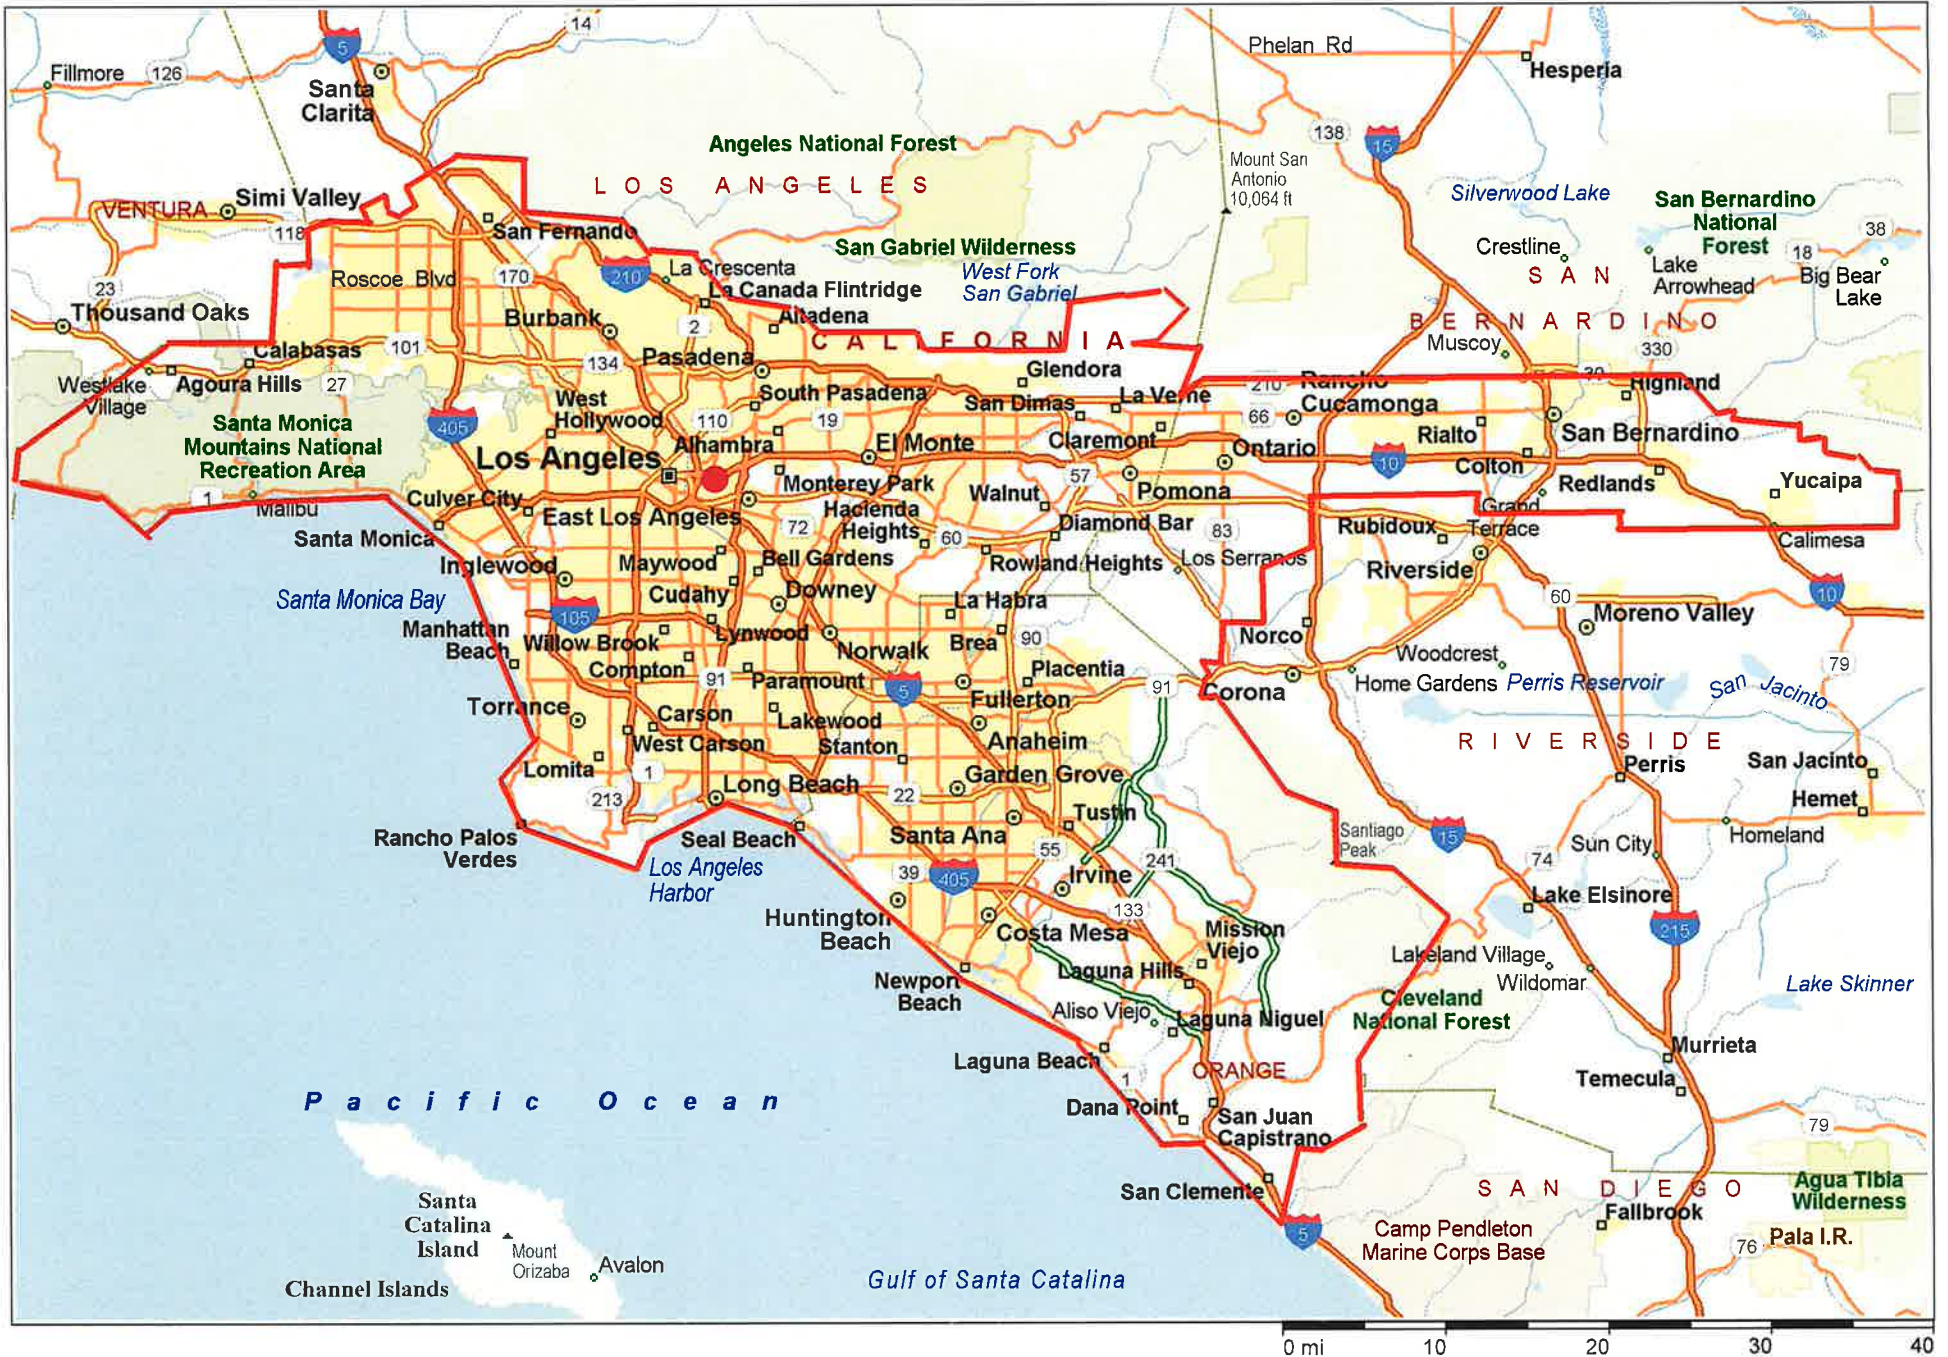 14
5
Fillmore
126
Santa
Clarita
Phelan Rd
Hesperia
138
15
Angeles National Forest
LOS ANGELES
Mount San
Antonio
10,064 ft
Silverwood Lake
San Bernardino
National
Forest
38
VENTURA
Simi Valley
118
San Fernando
San Gabriel Wilderness
West Fork
San Gabriel
Crestline
SAN
Lake
Arrowhead
18
Big Bear
Lake
23
Roscoe Blvd
170
210
La Crescenta
La Canada Flintridge
Thousand Oaks
Burbank
2
Altadena
CALIFORNIA
BERNARDINO
Muscoy
330
Calabasas
101
134
Pasadena
Westlake
Village
Agoura Hills
27
Glendora
210
Rancho
Cucamonga
30
Highland
West
Hollywood
South Pasadena
San Dimas
La Verne
66
Santa Monica
Mountains National
Recreation Area
405
110
19
Alhambra
El Monte
Claremont
Ontario
10
Rialto
San Bernardino
Los Angeles
Colton
57
Monterey Park
Walnut
Pomona
Redlands
Yucaipa
1
Malibu
Culver City
East Los Angeles
Hacienda
Heights
72
60
Diamond Bar
83
Grand
Terrace
Rubidoux
Santa Monica
Calimesa
Inglewood
Maywood
Bell Gardens
Rowland Heights
Los Serranos
Riverside
Santa Monica Bay
105
Cudahy
Downey
La Habra
60
10
Moreno Valley
Manhattan
Beach
Willow Brook
Lynwood
Norwalk
Brea
90
Norco
Woodcrest
79
Compton
91
Paramount
5
Placentia
Fullerton
91
Corona
Home Gardens
Perris Reservoir
San Jacinto
Torrance
Carson
West Carson
Lakewood
Stanton
Anaheim
RIVERSIDE
Perris
San Jacinto
Lomita
1
213
Long Beach
22
Garden Grove
Hemet
Tustin
Rancho Palos
Verdes
Seal Beach
Santa Ana
Santiago
Peak
15
Homeland
Los Angeles
Harbor
55
241
74
Sun City
39
405
Irvine
Lake Elsinore
133
Huntington
Beach
Costa Mesa
Mission
Viejo
215
Lakeland Village
Laguna Hills
Wildomar
Newport
Beach
Lake Skinner
Aliso Viejo
Laguna Niguel
Cleveland
National Forest
Laguna Beach
ORANGE
Murrieta
1
Temecula
Pacific Ocean
Dana Point
San Juan
Capistrano
79
San Clemente
SAN DIEGO
Agua Tibia
Wilderness
Santa
Catalina
Island
Fallbrook
5
Camp Pendleton
Marine Corps Base
76
Pala I.R.
Mount
Orizaba
Avalon
Channel Islands
Gulf of Santa Catalina
0 mi 10 20 30 40